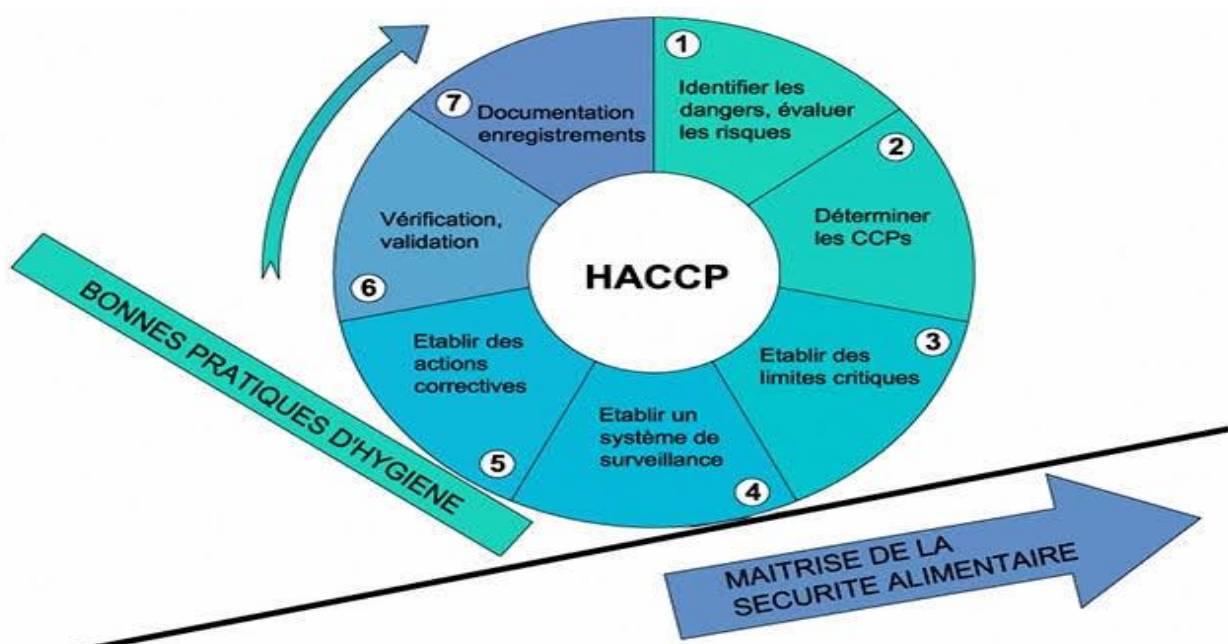 1
Identifier les
dangers, évaluer
les risques
2
Déterminer
les CCPs
3
Etablir des
limites critiques
4
Etablir un
système de
surveillance
5
Etablir des
actions
correctives
6
Vérification,
validation
7
Documentation
enregistrements
HACCP
BONNES PRATIQUES D'HYGIENE
MAITRISE DE LA
SECURITE ALIMENTAIRE